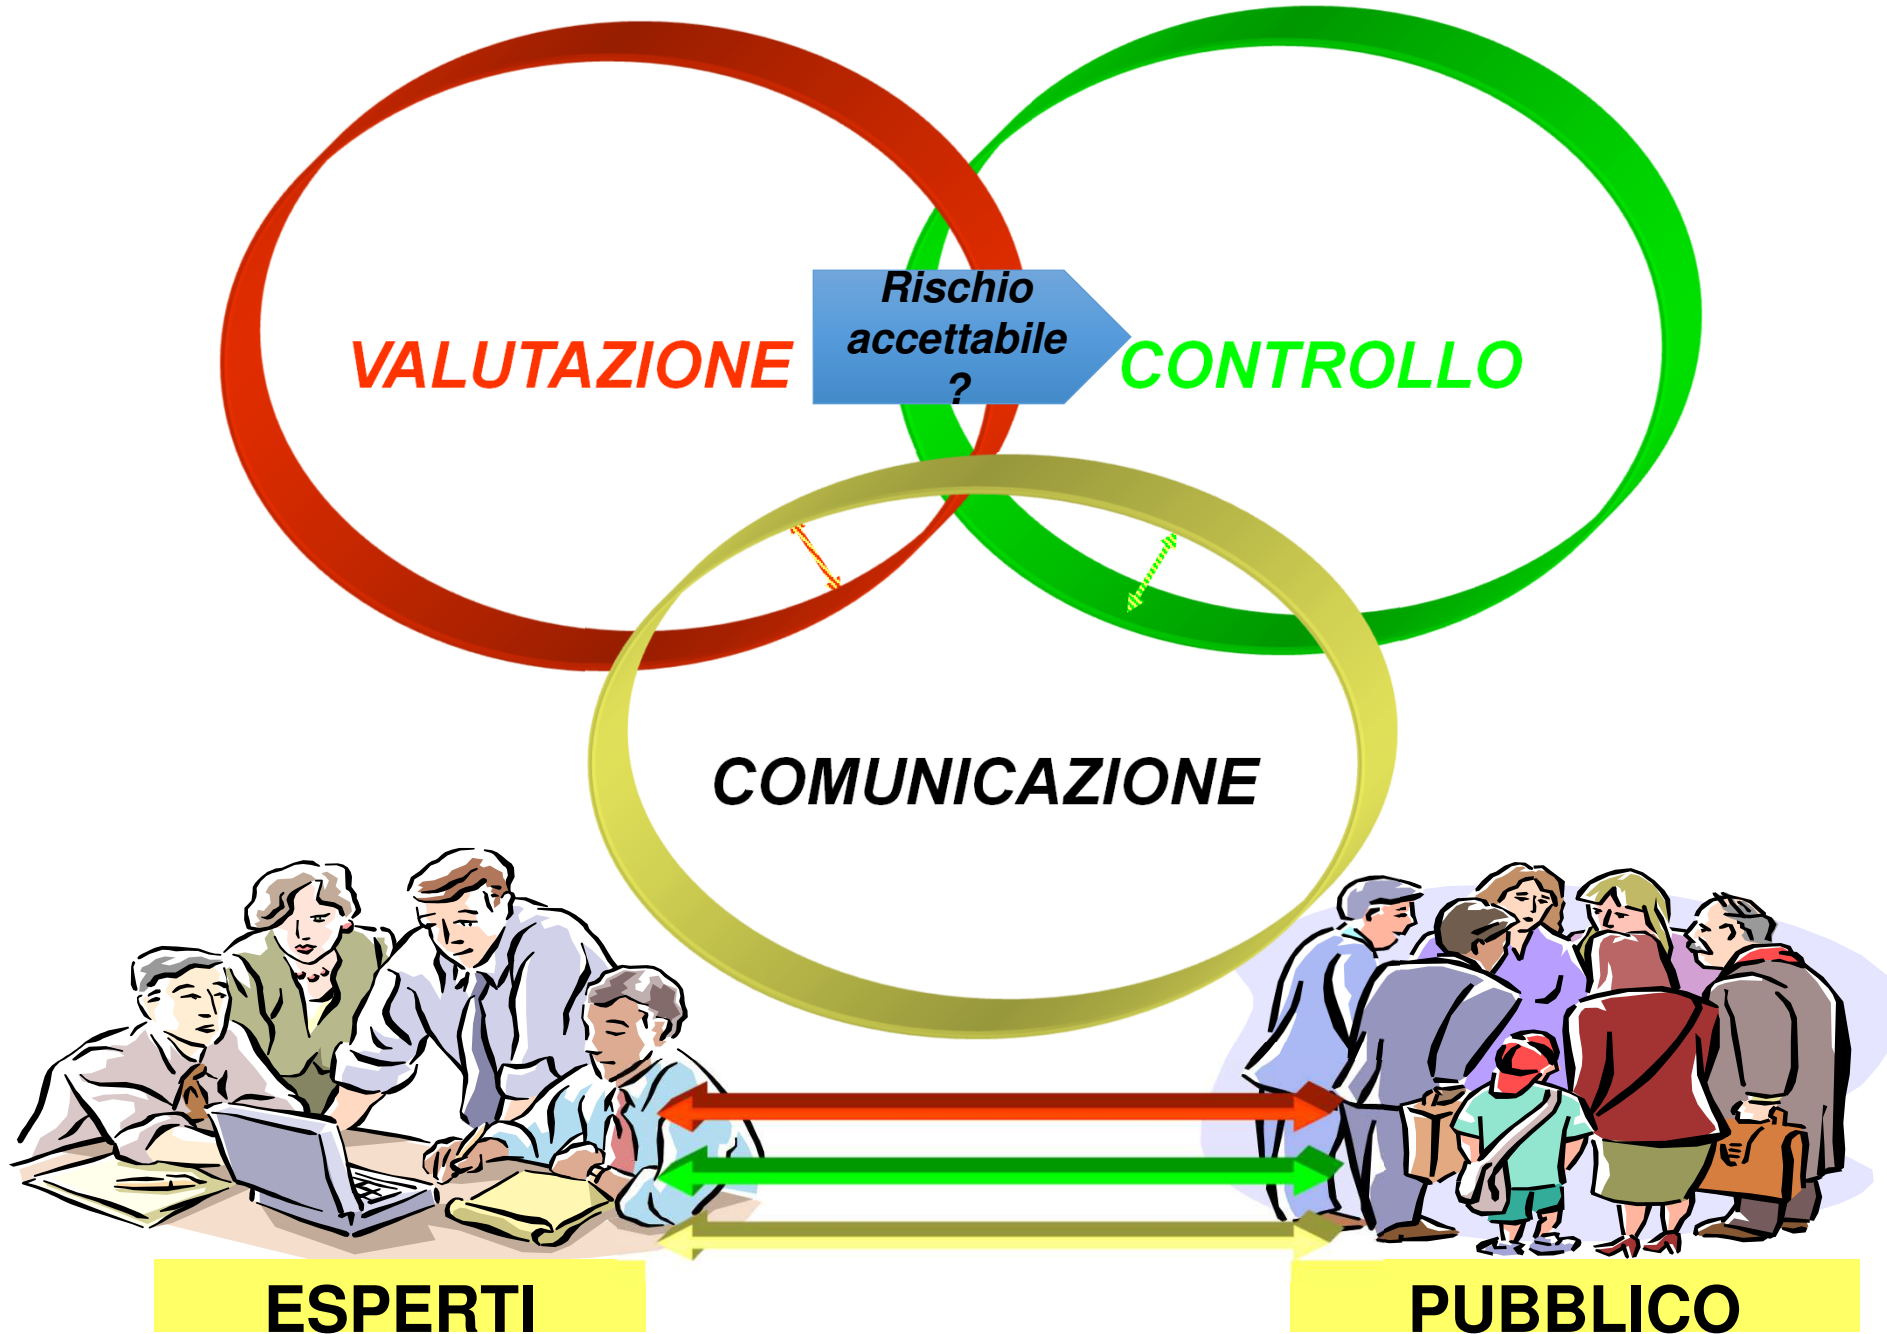 Rischio
accettabile
?
VALUTAZIONE
CONTROLLO
COMUNICAZIONE
ESPERTI
PUBBLICO